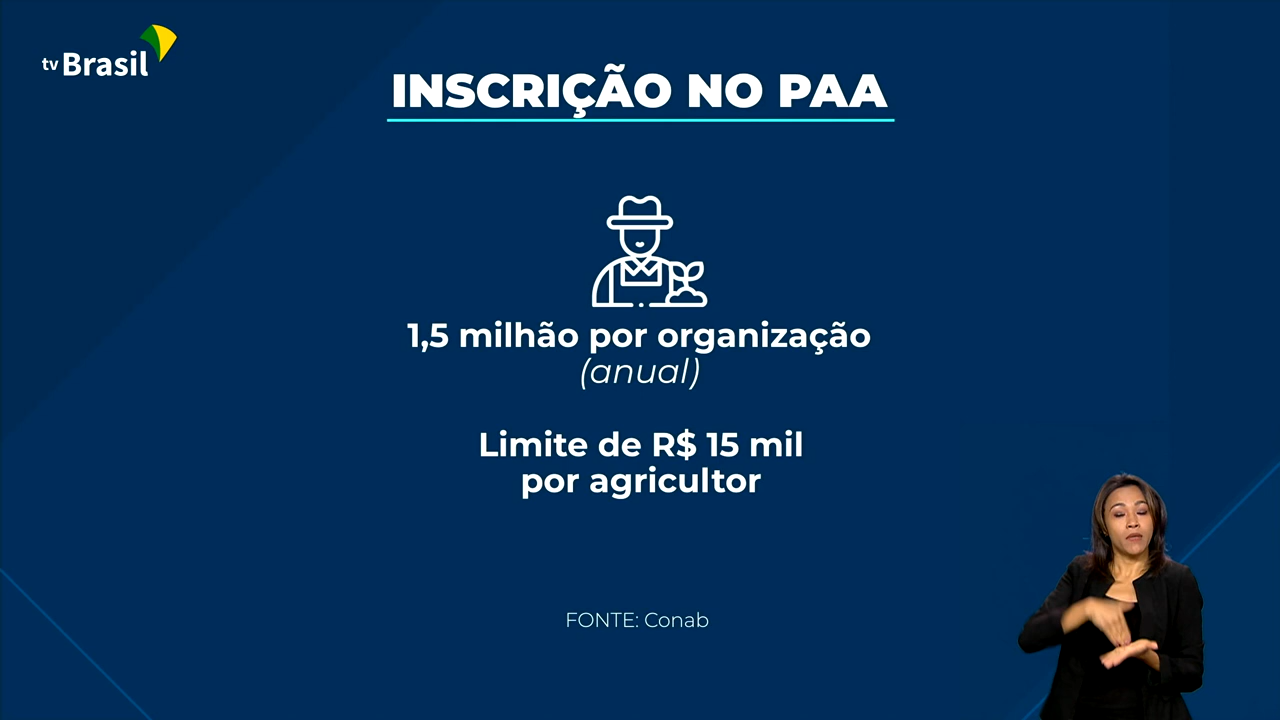 tv Brasil
INSCRIÇÃO NO PAA
1,5 milhão por organização
(anual)
Limite de R$ 15 mil
por agricultor
FONTE: Conab